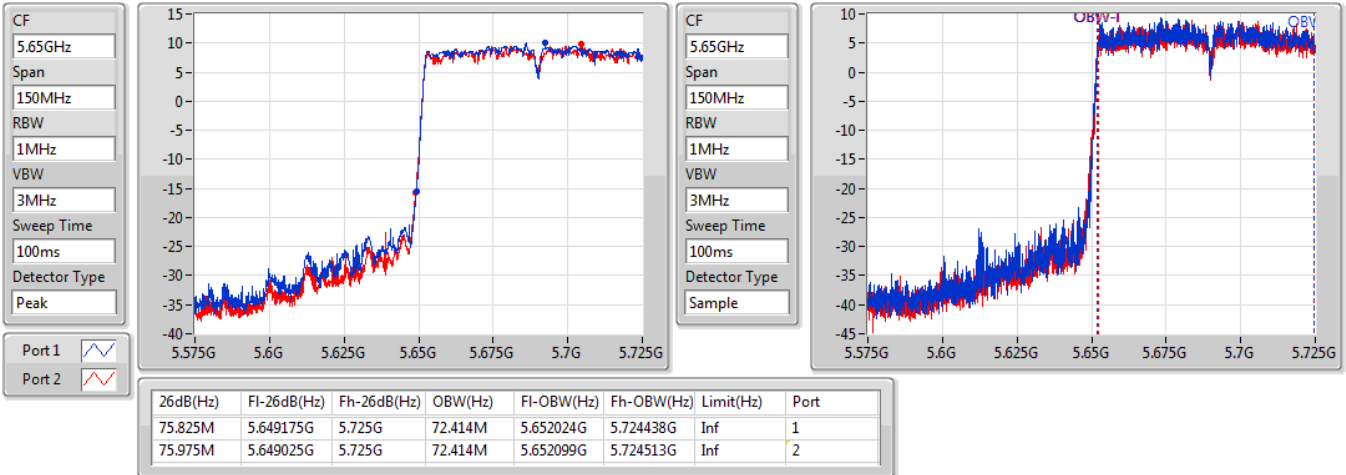 CF
5.65GHz
Span
150MHz
RBW
1MHz
VBW
3MHz
Sweep Time
100ms
Detector Type
Peak
Port 1
Port 2
15
10
5
0
-5
-10
-15
-20
-25
-30
-35
-40
5.575G 5.6G 5.625G 5.65G 5.675G 5.7G 5.725G
CF
5.65GHz
Span
150MHz
RBW
1MHz
VBW
3MHz
Sweep Time
100ms
Detector Type
Sample
10
5
0
-5
-10
-15
-20
-25
-30
-35
-40
-45
5.575G 5.6G 5.625G 5.65G 5.675G 5.7G 5.725G
26dB(Hz) Fl-26dB(Hz) Fh-26dB(Hz) OBW(Hz) Fl-OBW(Hz) Fh-OBW(Hz) Limit(Hz) Port
75.825M 5.649175G 5.725G 72.414M 5.652024G 5.724438G Inf 1
75.975M 5.649025G 5.725G 72.414M 5.652099G 5.724513G Inf 2